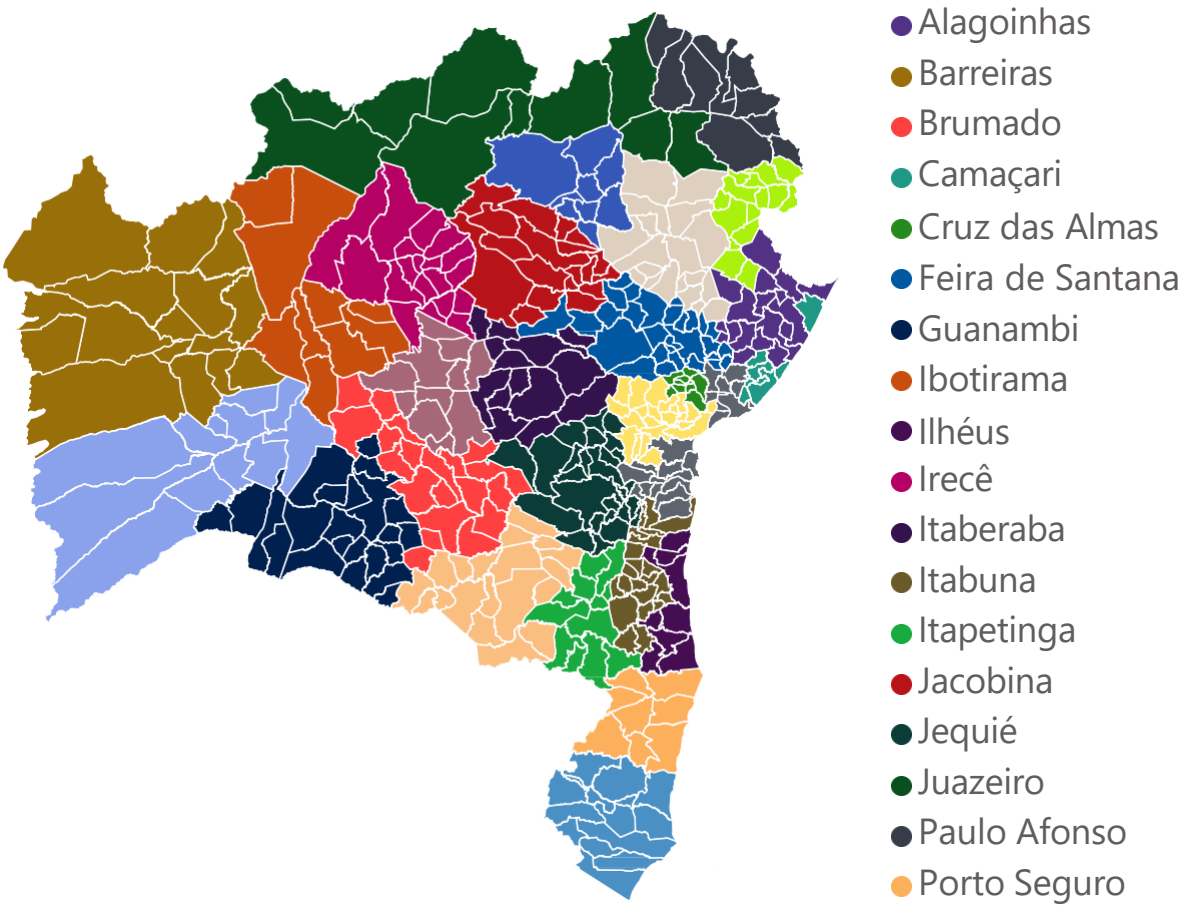 Alagoinhas
Barreiras
Brumado
Camaçari
Cruz das Almas
Feira de Santana
Guanambi
Ibotirama
Ilhéus
Irecê
Itaberaba
Itabuna
Itapetinga
Jacobina
Jequié
Juazeiro
Paulo Afonso
Porto Seguro